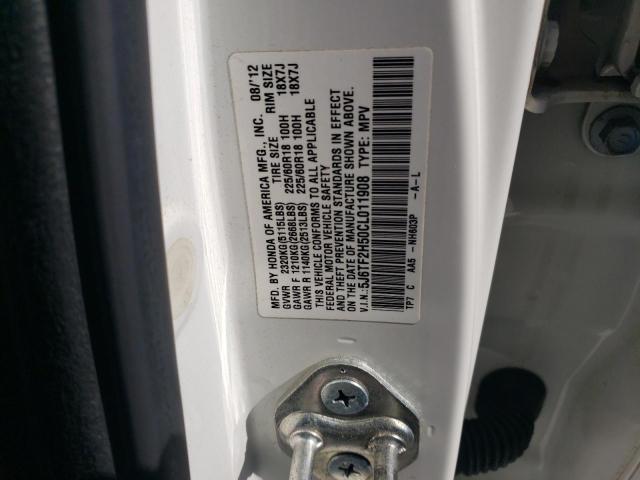 MFD. BY HONDA OF AMERICA MFG., INC. 08/'12
TIRE SIZE RIM SIZE
GVWR 2320KG(5115LBS)
GAWR F 1210KG(2668LBS) 225/60R18 100H 18X7J
GAWR R 1140KG(2513LBS) 225/60R18 100H 18X7J
THIS VEHICLE CONFORMS TO ALL APPLICABLE
FEDERAL MOTOR VEHICLE SAFETY
AND THEFT PREVENTION STANDARDS IN EFFECT
ON THE DATE OF MANUFACTURE SHOWN ABOVE.
V.I.N.:5J6TF2H50CL011908 TYPE: MPV
TP7 C AA5 -NH603P -A-L